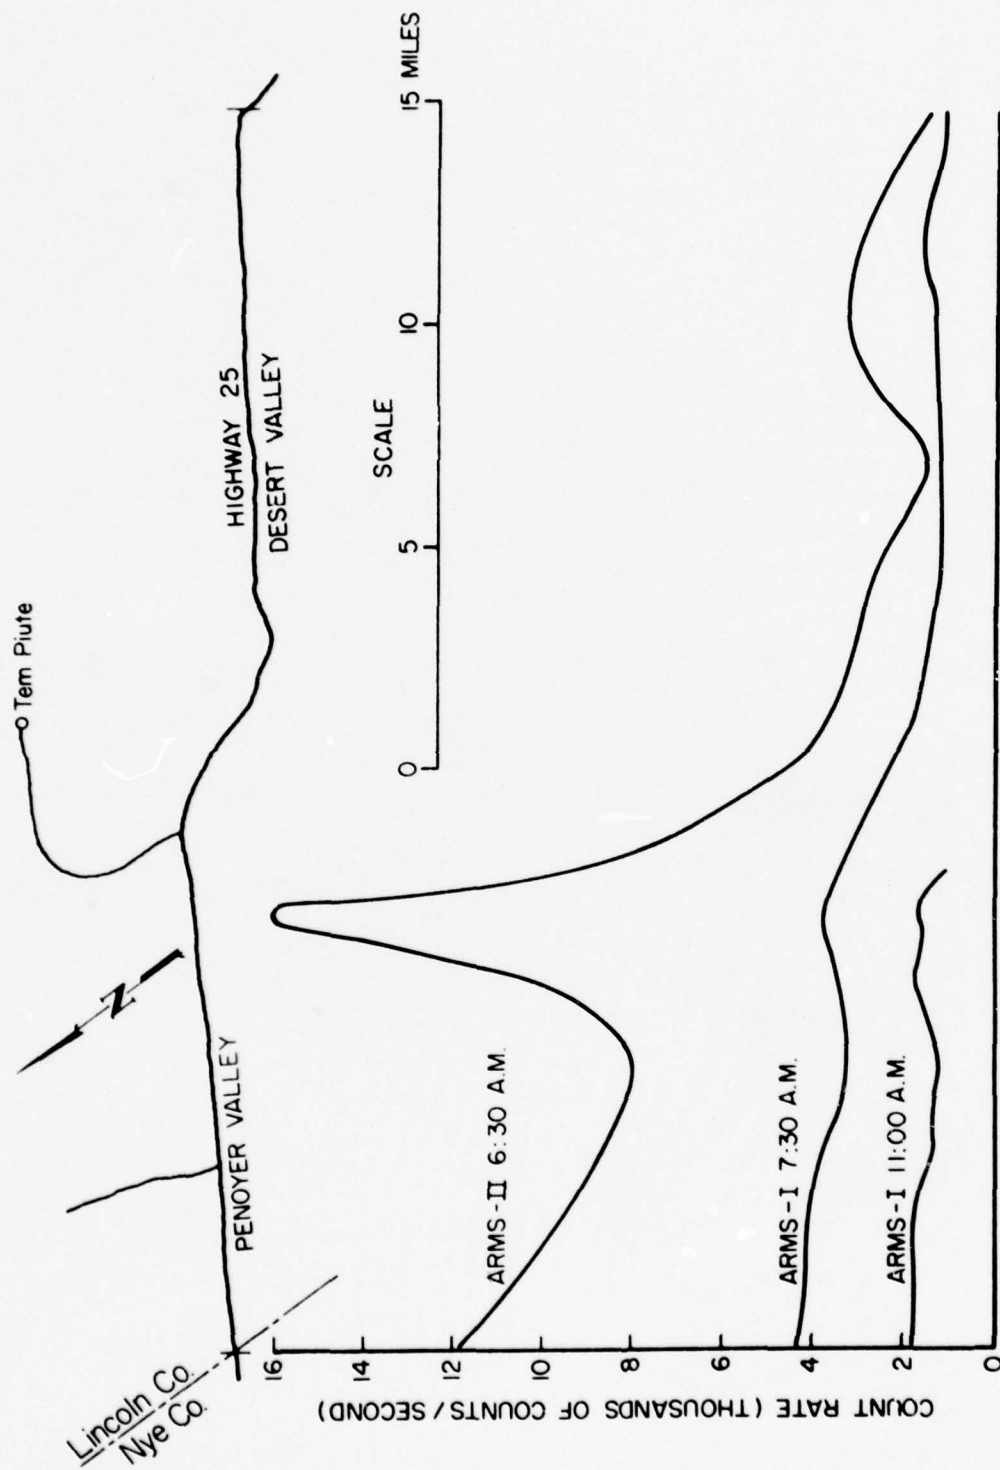 Lincoln Co.
Nye Co.
Tem Piute
N
PENOYER VALLEY
HIGHWAY 25
DESERT VALLEY
SCALE
0 5 10 15 MILES
COUNT RATE (THOUSANDS OF COUNTS/SECOND)
16
14
12
10
8
6
4
2
0
ARMS-II 6:30 A.M.
ARMS-I 7:30 A.M.
ARMS-I 11:00 A.M.